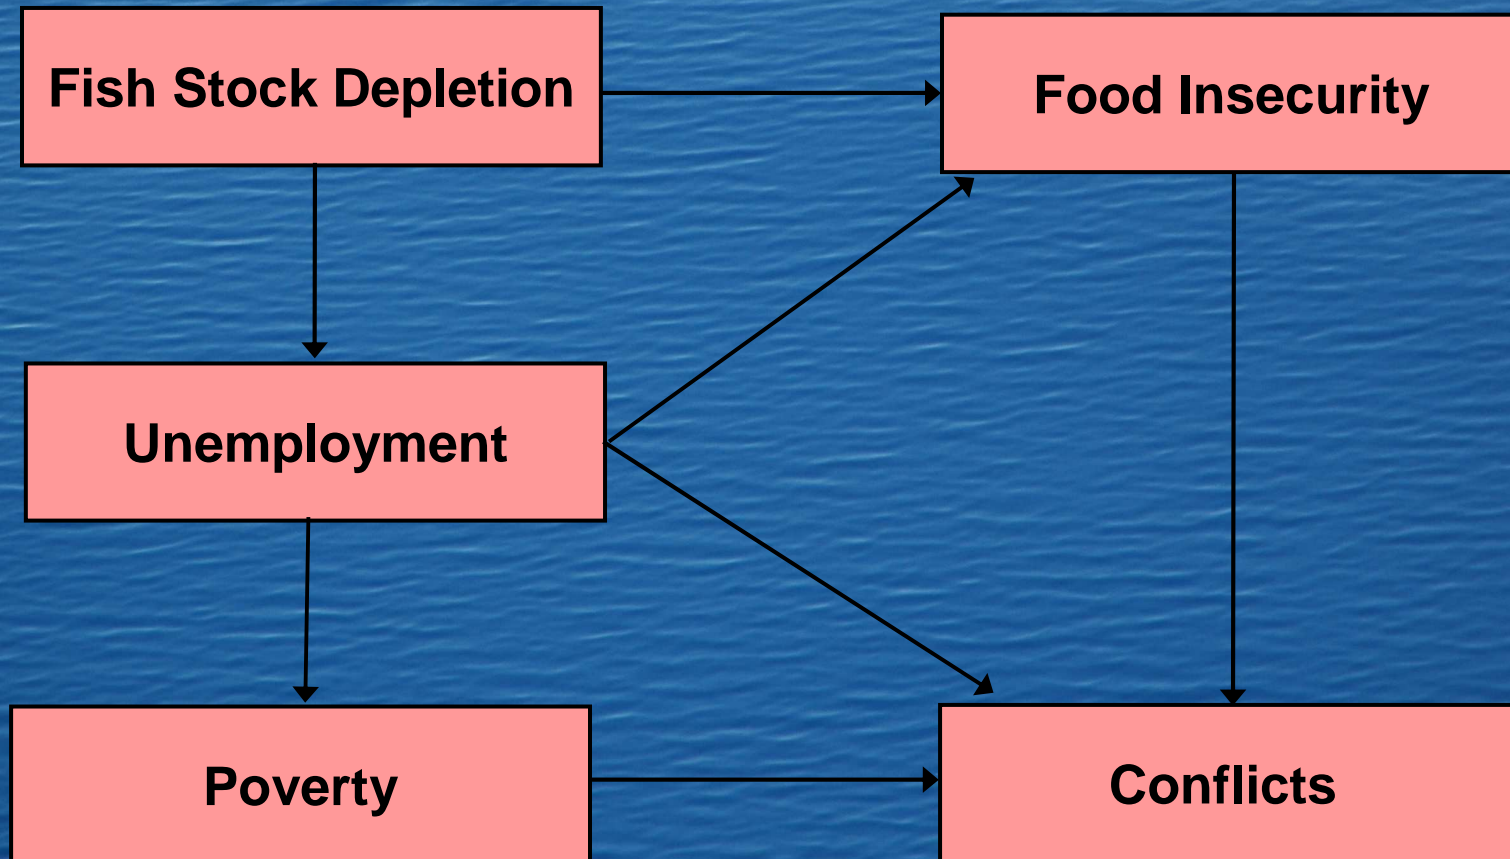 Fish Stock Depletion
Food Insecurity
Unemployment
Poverty
Conflicts